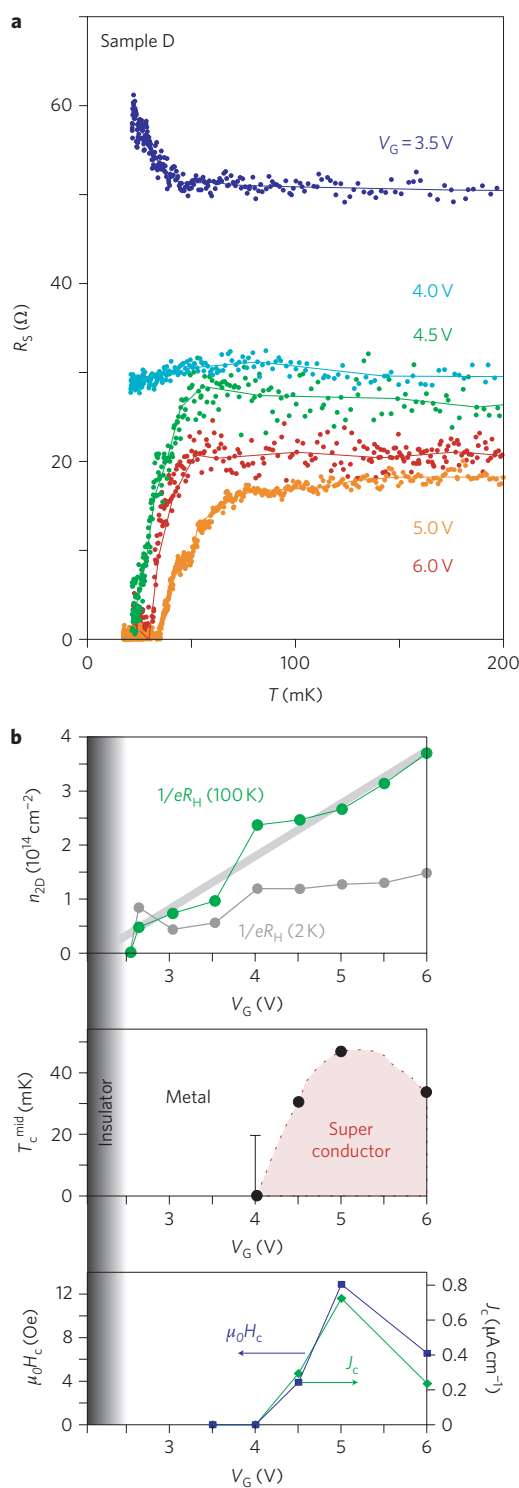 a
Sample D
60
40
20
0
R_S (Ω)
V_G = 3.5 V
4.0 V
4.5 V
5.0 V
6.0 V
0
100
200
T (mK)
b
4
3
2
1
0
n_2D (10^14 cm^−2)
1/eR_H (100 K)
1/eR_H (2 K)
3
4
5
6
V_G (V)
40
20
0
T_c^mid (mK)
Insulator
Metal
Super
conductor
3
4
5
6
V_G (V)
12
8
4
0
μ_0H_c (Oe)
μ_0H_c
J_c
0.8
0.6
0.4
0.2
0
J_c (μA cm^−1)
3
4
5
6
V_G (V)